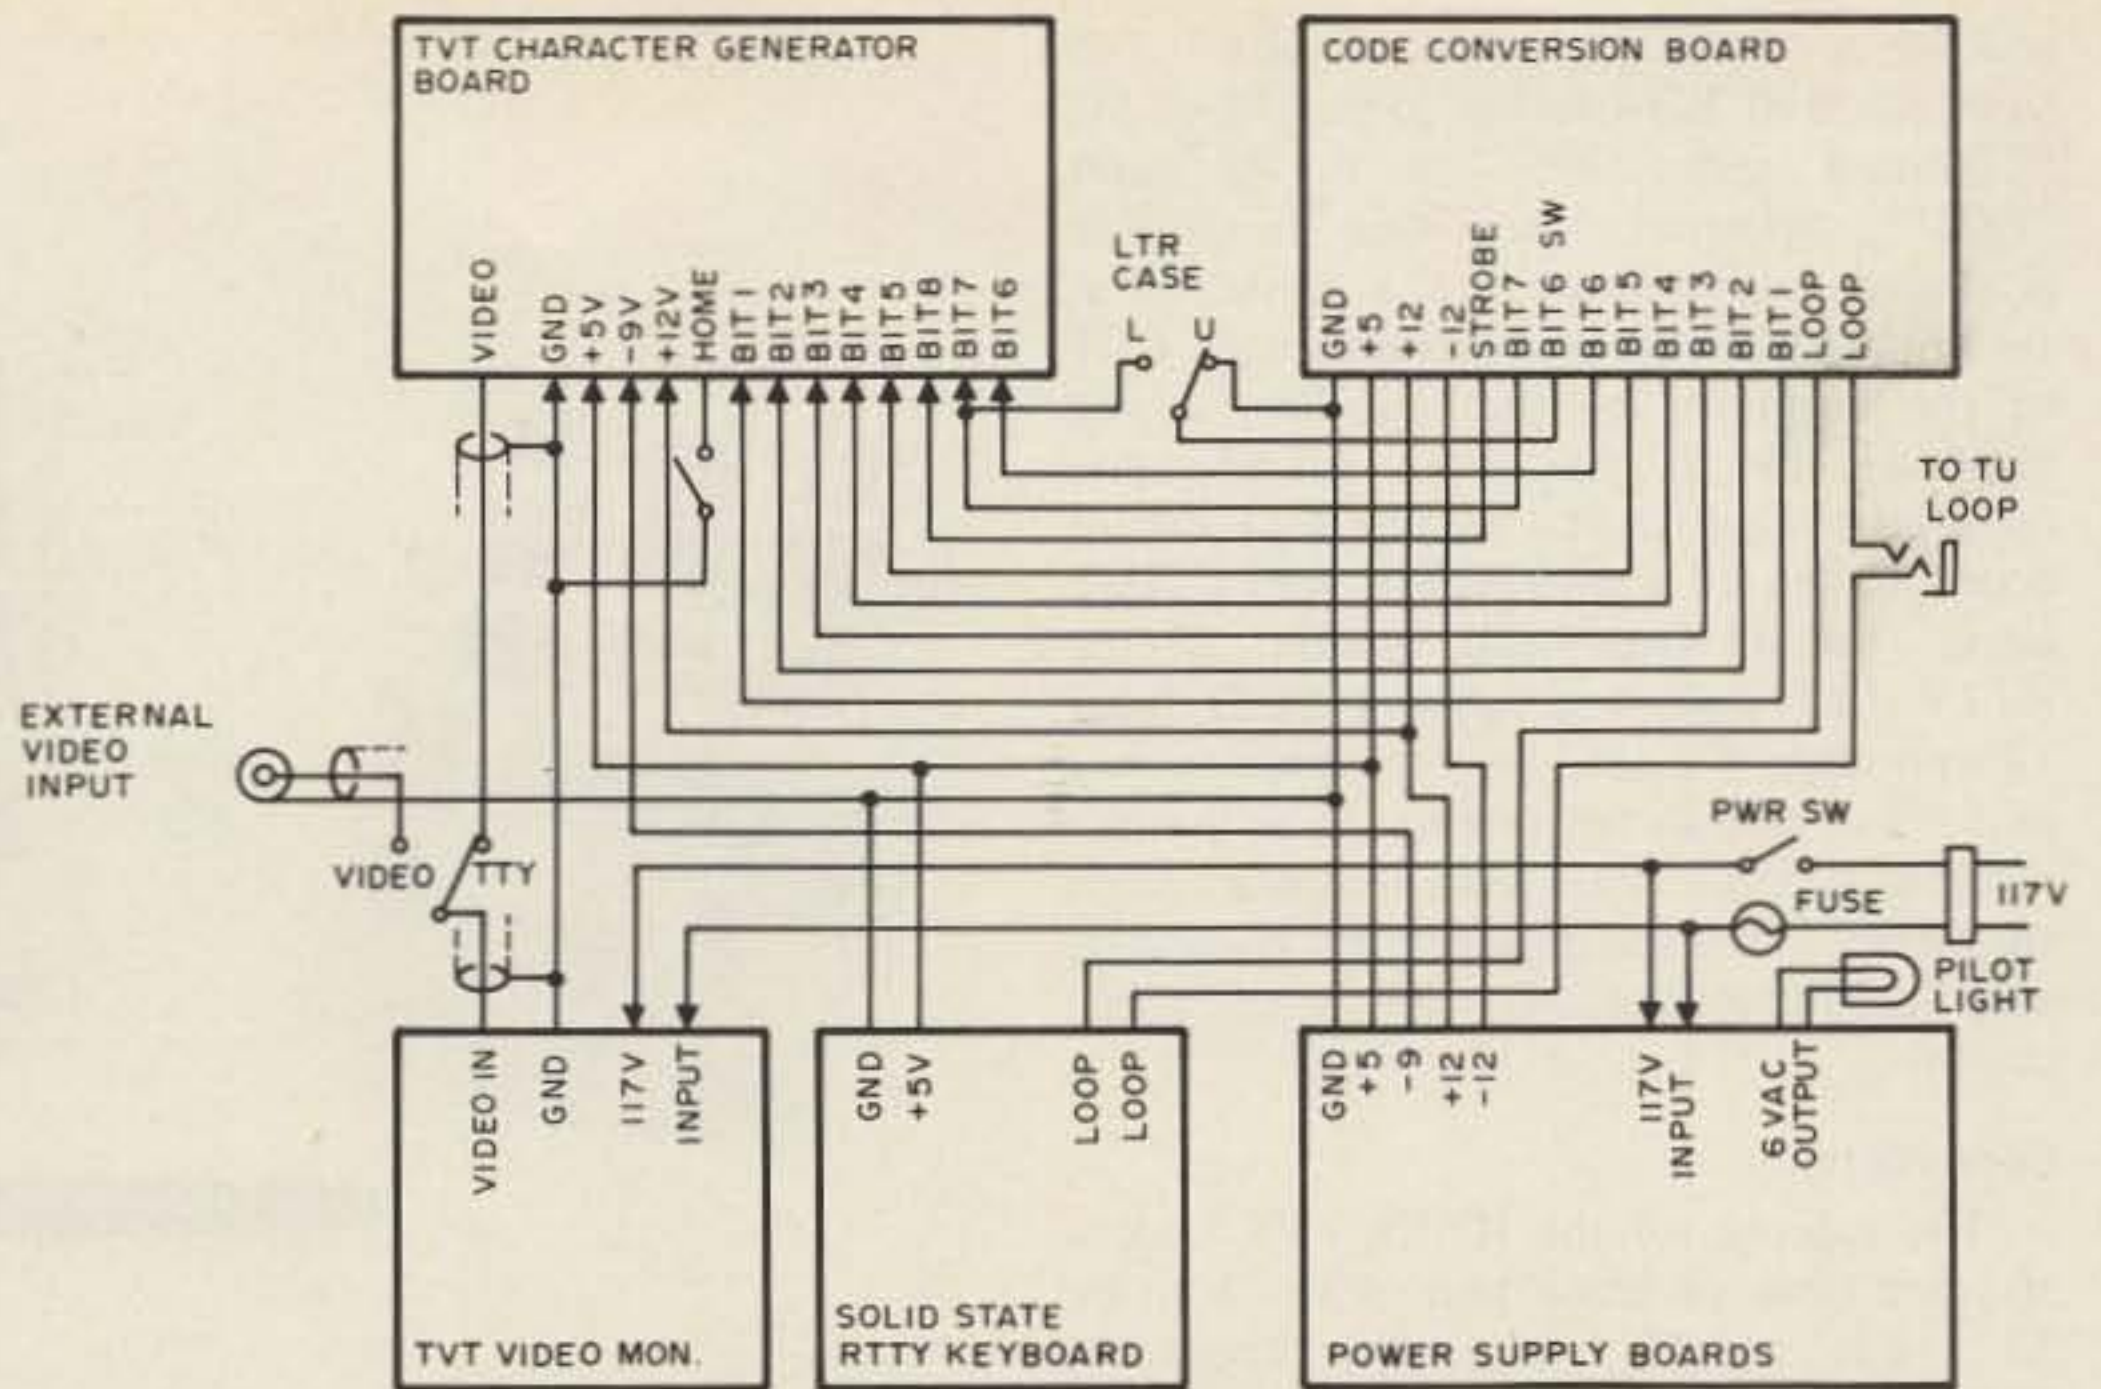 TVT CHARACTER GENERATOR
BOARD
VIDEO
GND
+5V
-9V
+12V
HOME
BIT1
BIT2
BIT3
BIT4
BIT5
BIT8
BIT7
BIT6
LTR
CASE
L
U
CODE CONVERSION BOARD
GND
+5
+12
-12
STROBE
BIT7
BIT6 SW
BIT6
BIT5
BIT4
BIT3
BIT2
BIT1
LOOP
LOOP
TO TU
LOOP
EXTERNAL
VIDEO
INPUT
VIDEO
TTY
PWR SW
FUSE
117V
PILOT
LIGHT
VIDEO IN
GND
117V
INPUT
TVT VIDEO MON.
GND
+5V
LOOP
LOOP
SOLID STATE
RTTY KEYBOARD
GND
+5
-9
+12
-12
117V
INPUT
6 VAC
OUTPUT
POWER SUPPLY BOARDS